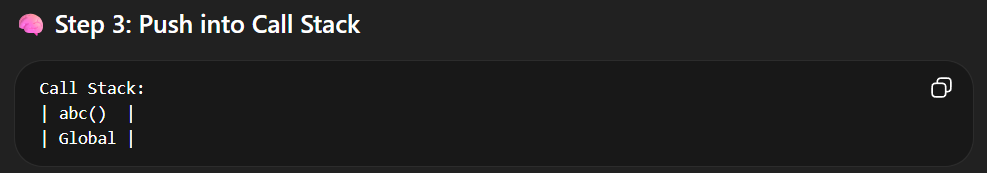 🧠 Step 3: Push into Call Stack
Call Stack:
| abc()  |
| Global |